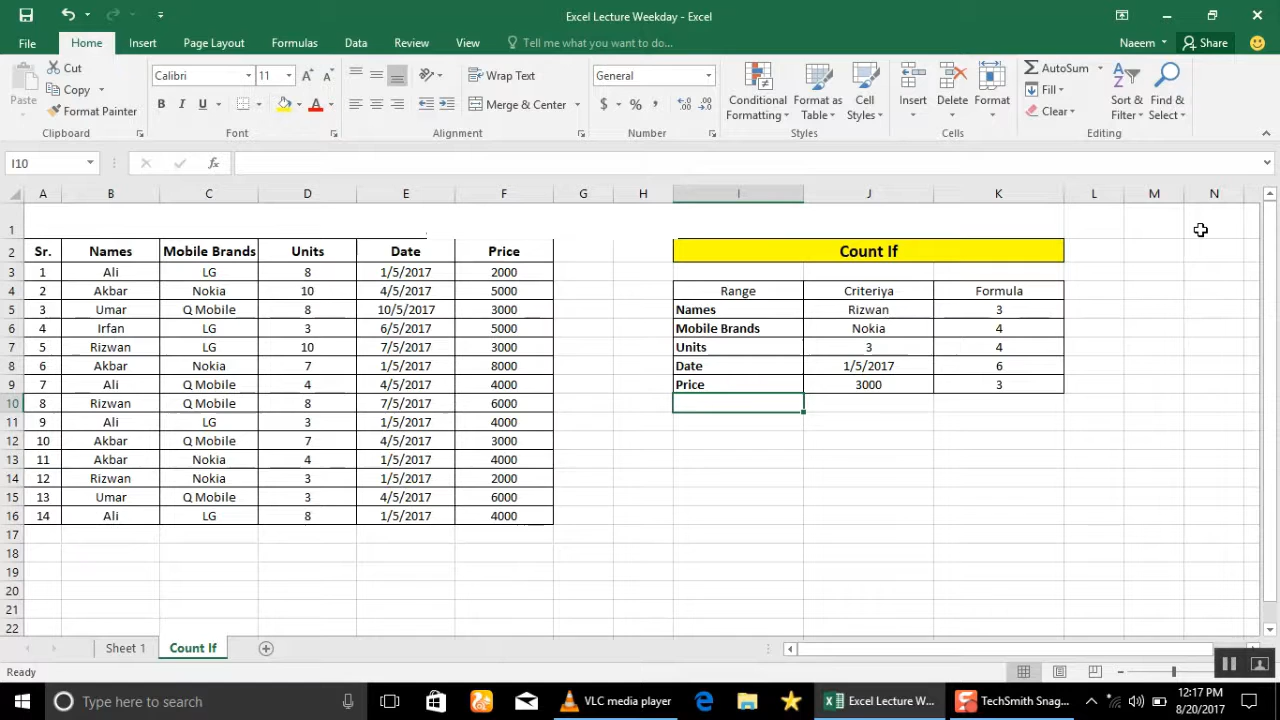 Excel Lecture Weekday - Excel
File Home Insert Page Layout Formulas Data Review View Tell me what you want to do... Naeem Share
Paste Cut Copy Format Painter Clipboard
Calibri 11 B I U A Font
Wrap Text Merge & Center Alignment
General $ % , Number
Conditional Formatting Format as Table Cell Styles Styles
Insert Delete Format Cells
AutoSum Fill Clear Sort & Filter Find & Select Editing
I10 fx
A B C D E F G H I J K L M N
1
2 Sr. Names Mobile Brands Units Date Price Count If
3 1 Ali LG 8 1/5/2017 2000
4 2 Akbar Nokia 10 4/5/2017 5000 Range Criteriya Formula
5 3 Umar Q Mobile 8 10/5/2017 3000 Names Rizwan 3
6 4 Irfan LG 3 6/5/2017 5000 Mobile Brands Nokia 4
7 5 Rizwan LG 10 7/5/2017 3000 Units 3 4
8 6 Akbar Nokia 7 1/5/2017 8000 Date 1/5/2017 6
9 7 Ali Q Mobile 4 4/5/2017 4000 Price 3000 3
10 8 Rizwan Q Mobile 8 7/5/2017 6000
11 9 Ali LG 3 1/5/2017 4000
12 10 Akbar Q Mobile 7 4/5/2017 3000
13 11 Akbar Nokia 4 1/5/2017 4000
14 12 Rizwan Nokia 3 1/5/2017 2000
15 13 Umar Q Mobile 3 4/5/2017 6000
16 14 Ali LG 8 1/5/2017 4000
17
18
19
20
21
22
Sheet 1 Count If
Ready
Type here to search VLC media player Excel Lecture W... TechSmith Snag... 12:17 PM
8/20/2017